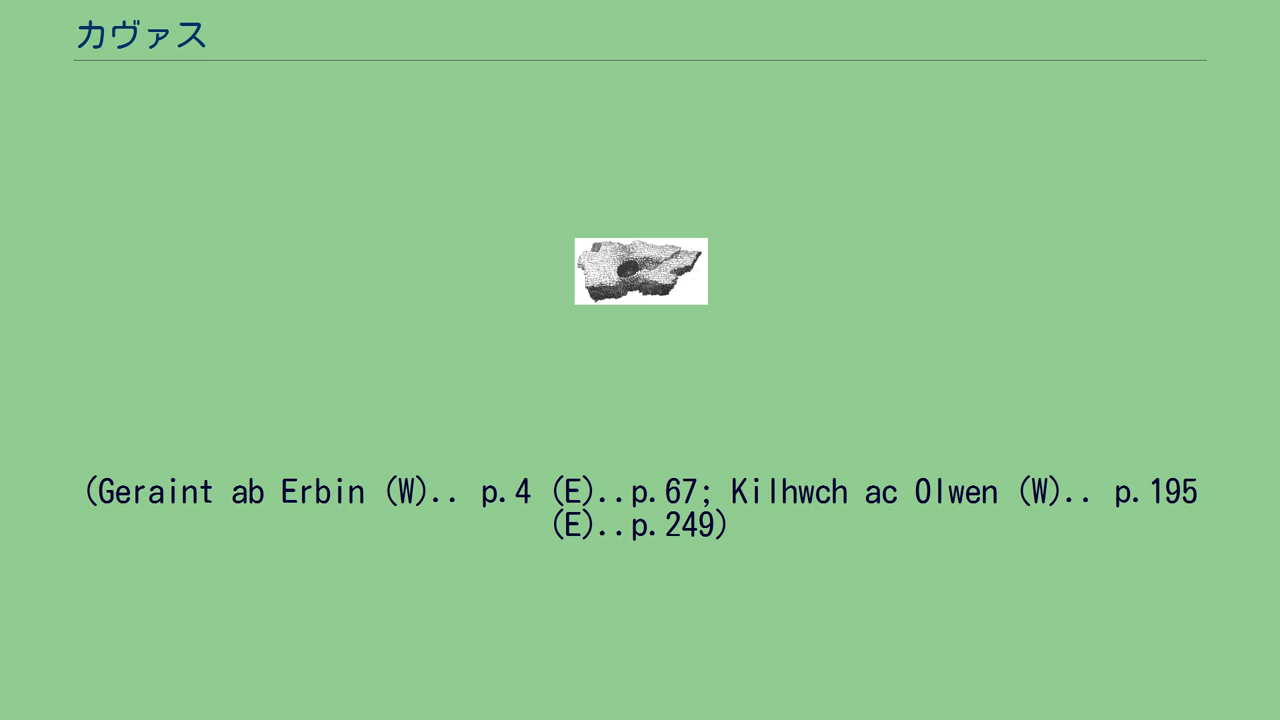 カヴァス
(Geraint ab Erbin (W).. p.4 (E)..p.67; Kilhwch ac Olwen (W).. p.195
(E)..p.249)